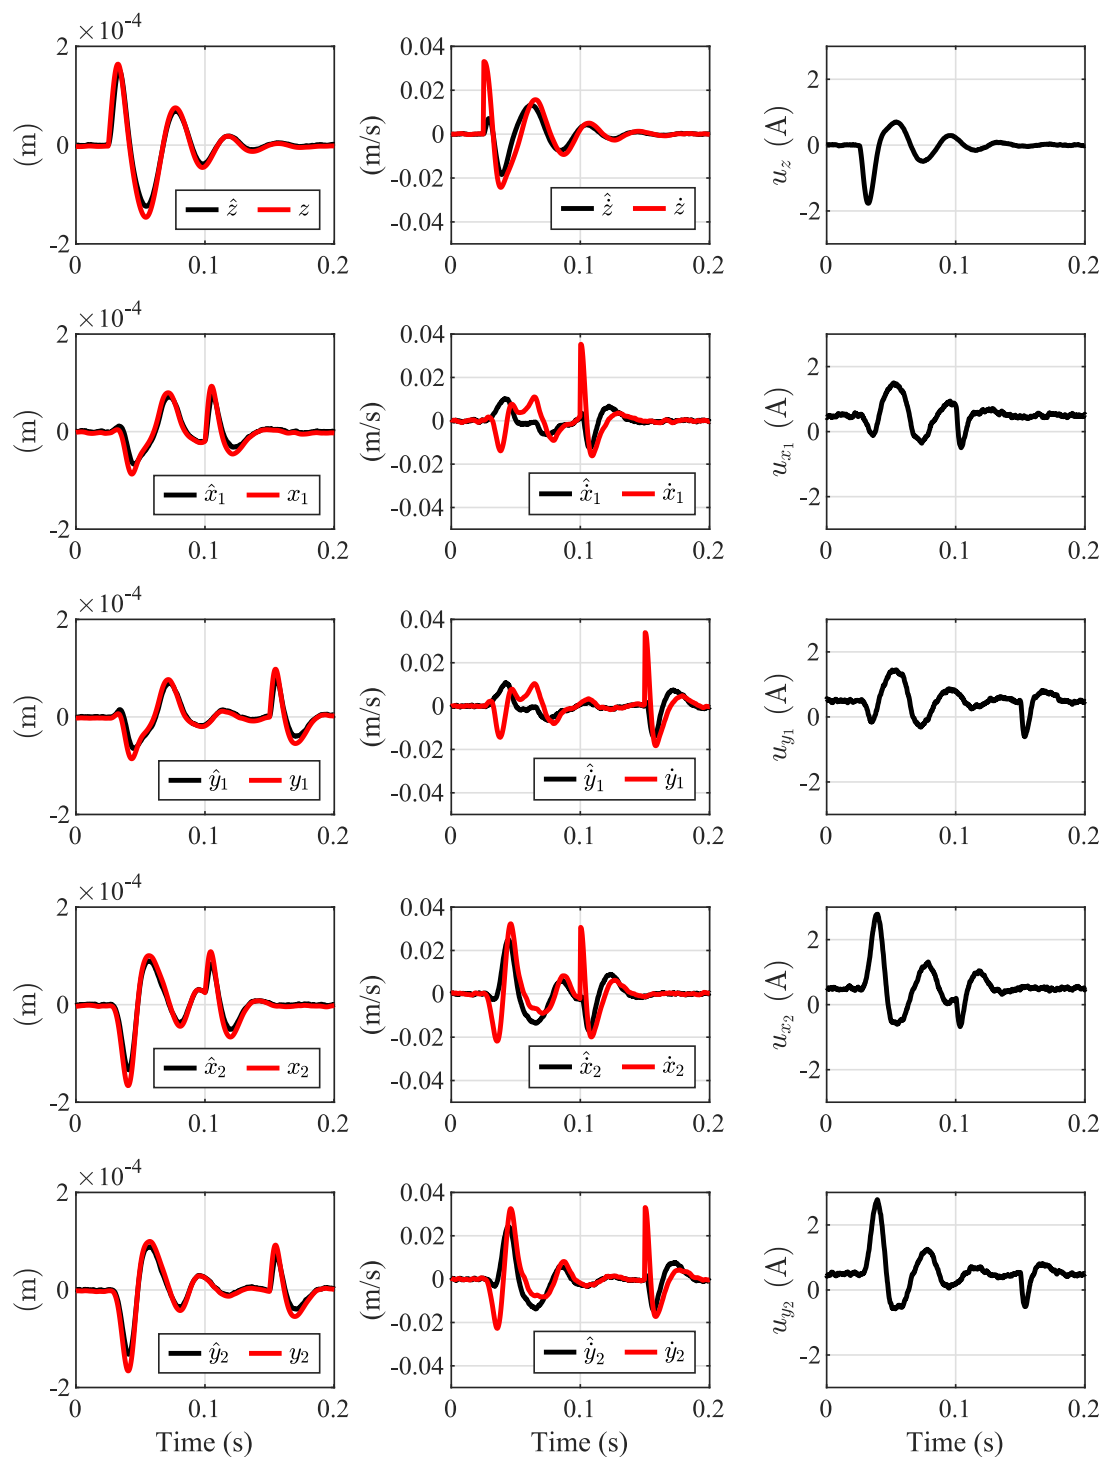 2 ×10⁻⁴
0
-2
(m)
ẑ z
0 0.1 0.2
0.04
0.02
0
-0.02
-0.04
(m/s)
ẑ̇ ż
0 0.1 0.2
2
0
-2
u_z (A)
0 0.1 0.2
2 ×10⁻⁴
0
-2
(m)
x̂₁ x₁
0 0.1 0.2
0.04
0.02
0
-0.02
-0.04
(m/s)
ẋ̂₁ ẋ₁
0 0.1 0.2
2
0
-2
u_{x₁} (A)
0 0.1 0.2
2 ×10⁻⁴
0
-2
(m)
ŷ₁ y₁
0 0.1 0.2
0.04
0.02
0
-0.02
-0.04
(m/s)
ẏ̂₁ ẏ₁
0 0.1 0.2
2
0
-2
u_{y₁} (A)
0 0.1 0.2
2 ×10⁻⁴
0
-2
(m)
x̂₂ x₂
0 0.1 0.2
0.04
0.02
0
-0.02
-0.04
(m/s)
ẋ̂₂ ẋ₂
0 0.1 0.2
2
0
-2
u_{x₂} (A)
0 0.1 0.2
2 ×10⁻⁴
0
-2
(m)
ŷ₂ y₂
0 0.1 0.2
Time (s)
0.04
0.02
0
-0.02
-0.04
(m/s)
ẏ̂₂ ẏ₂
0 0.1 0.2
Time (s)
2
0
-2
u_{y₂} (A)
0 0.1 0.2
Time (s)